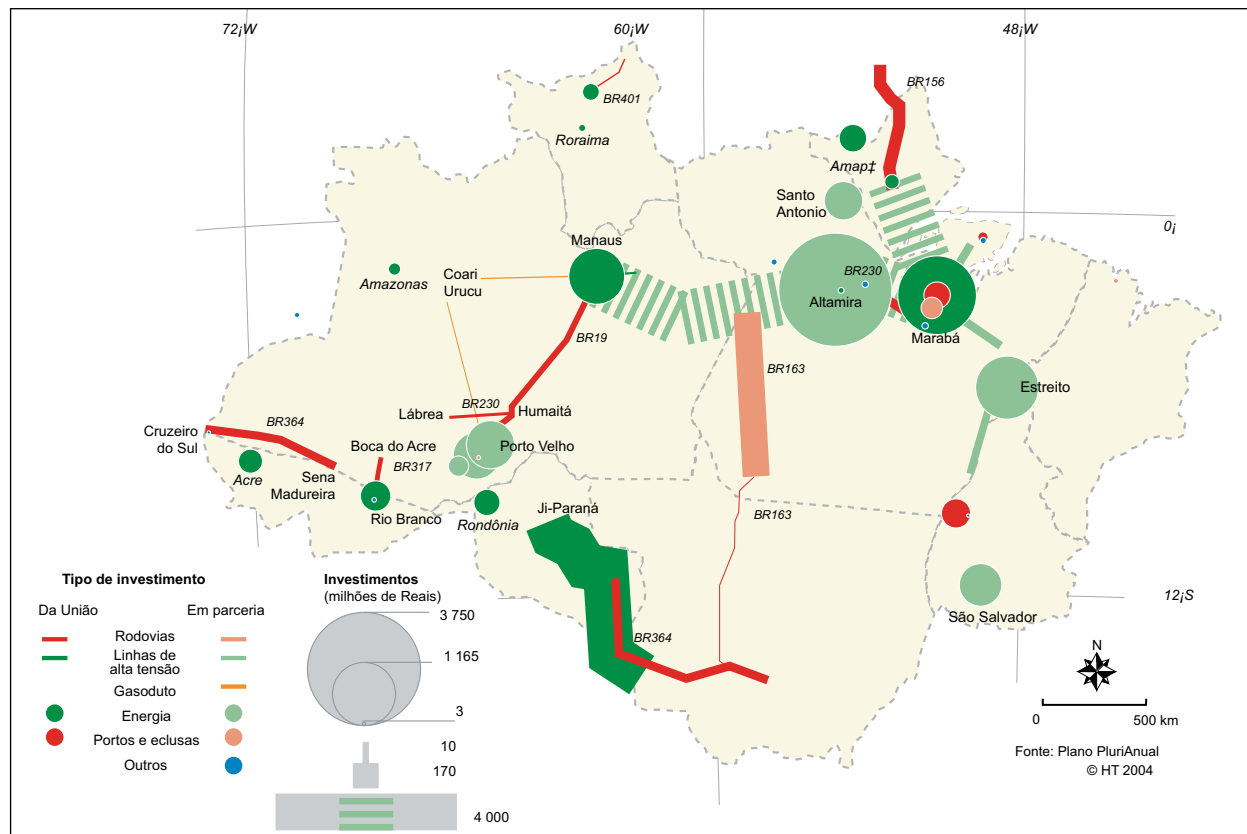 72¡W
60¡W
48¡W
BR401
Roraima
BR156
Amap‡
Santo
Antonio
0¡
Manaus
Coari
Urucu
Amazonas
BR230
Altamira
Marabá
BR19
BR163
Estreito
BR230
Lábrea
Humaitá
BR364
Cruzeiro
do Sul
Boca do Acre
Porto Velho
BR317
Acre
Sena
Madureira
Rio Branco
Rondônia
Ji-Paraná
BR163
BR364
São Salvador
12¡S
Tipo de investimento
Da União
Em parceria
Rodovias
Linhas de
alta tensão
Gasoduto
Energia
Portos e eclusas
Outros
Investimentos
(milhões de Reais)
3 750
1 165
3
10
170
4 000
N
0
500 km
Fonte: Plano PluriAnual
© HT 2004